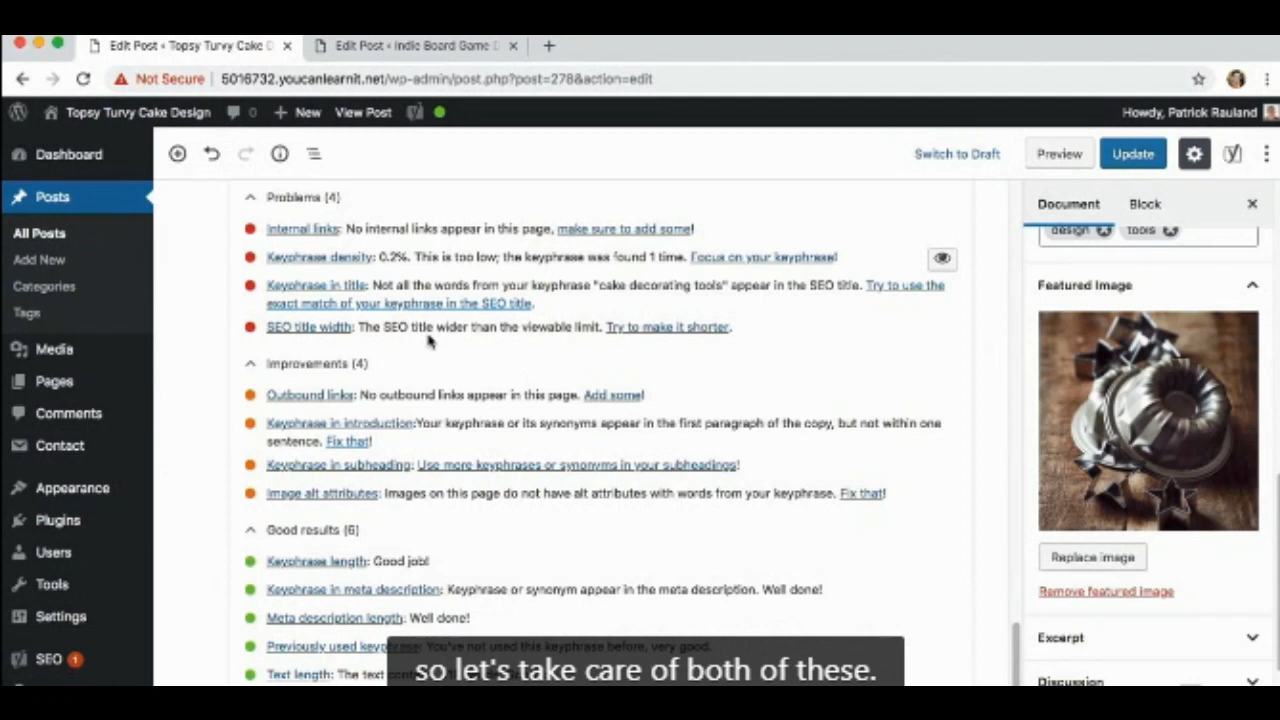 Edit Post ‹ Topsy Turvy Cake D
Edit Post ‹ Indie Board Game D
Not Secure
5016732.youcanlearnit.net/wp-admin/post.php?post=278&action=edit
Topsy Turvy Cake Design
0
New
View Post
Howdy, Patrick Rauland
Dashboard
Posts
All Posts
Add New
Categories
Tags
Media
Pages
Comments
Contact
Appearance
Plugins
Users
Tools
Settings
SEO 1
Switch to Draft
Preview
Update
Problems (4)
Internal links: No internal links appear in this page, make sure to add some!
Keyphrase density: 0.2%. This is too low; the keyphrase was found 1 time. Focus on your keyphrase!
Keyphrase in title: Not all the words from your keyphrase "cake decorating tools" appear in the SEO title. Try to use the
exact match of your keyphrase in the SEO title.
SEO title width: The SEO title wider than the viewable limit. Try to make it shorter.
Improvements (4)
Outbound links: No outbound links appear in this page. Add some!
Keyphrase in introduction:Your keyphrase or its synonyms appear in the first paragraph of the copy, but not within one
sentence. Fix that!
Keyphrase in subheading: Use more keyphrases or synonyms in your subheadings!
Image alt attributes: Images on this page do not have alt attributes with words from your keyphrase. Fix that!
Good results (6)
Keyphrase length: Good job!
Keyphrase in meta description: Keyphrase or synonym appear in the meta description. Well done!
Meta description length: Well done!
Previously used keyphrase: You've not used this keyphrase before, very good.
Text length: The text
Document
Block
design
tools
Featured Image
Replace image
Remove featured image
Excerpt
Discussion
so let's take care of both of these.